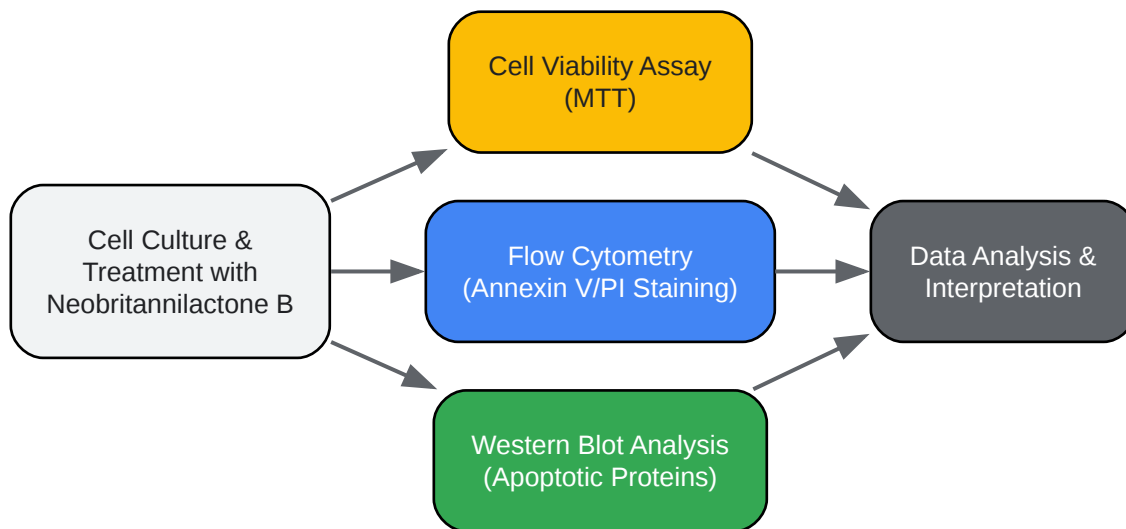 Cell Viability Assay
(MTT)
Cell Culture &
Treatment with
Neobritannilactone B
Flow Cytometry
(Annexin V/PI Staining)
Data Analysis &
Interpretation
Western Blot Analysis
(Apoptotic Proteins)